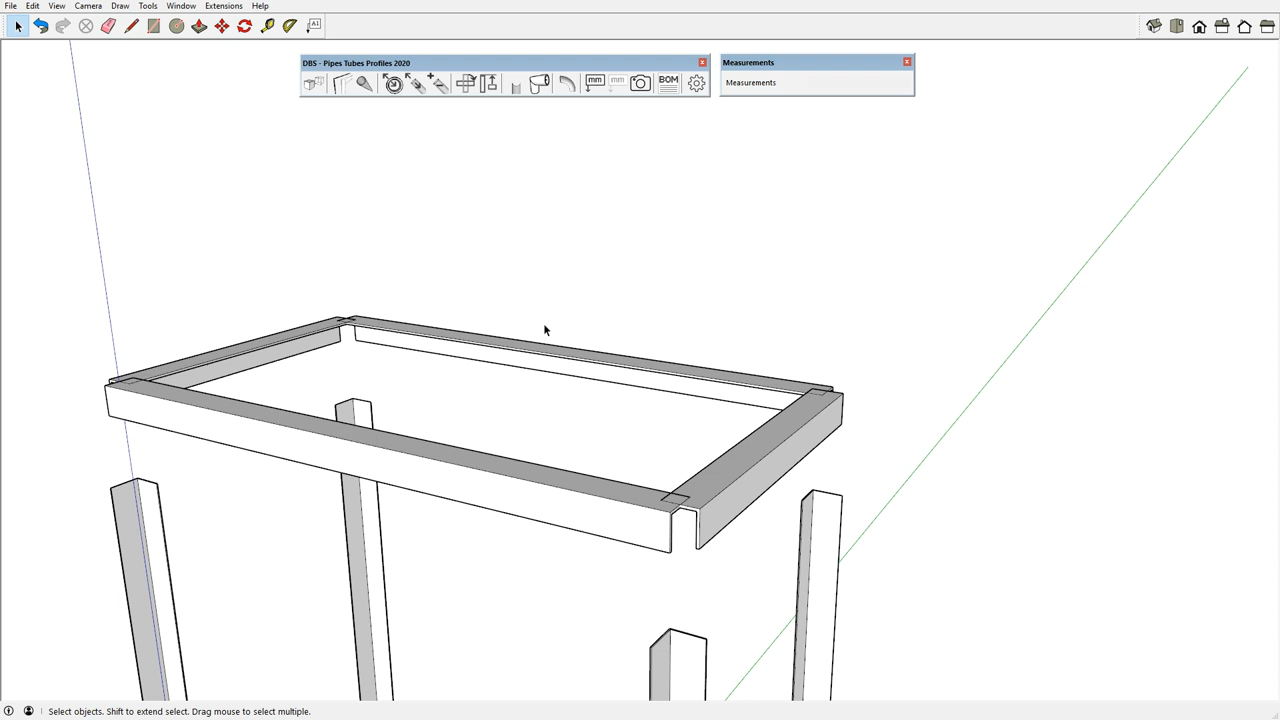 File Edit View Camera Draw Tools Window Extensions Help
A1
DBS - Pipes Tubes Profiles 2020
Measurements
mm mm BOM
Measurements
Select objects. Shift to extend select. Drag mouse to select multiple.